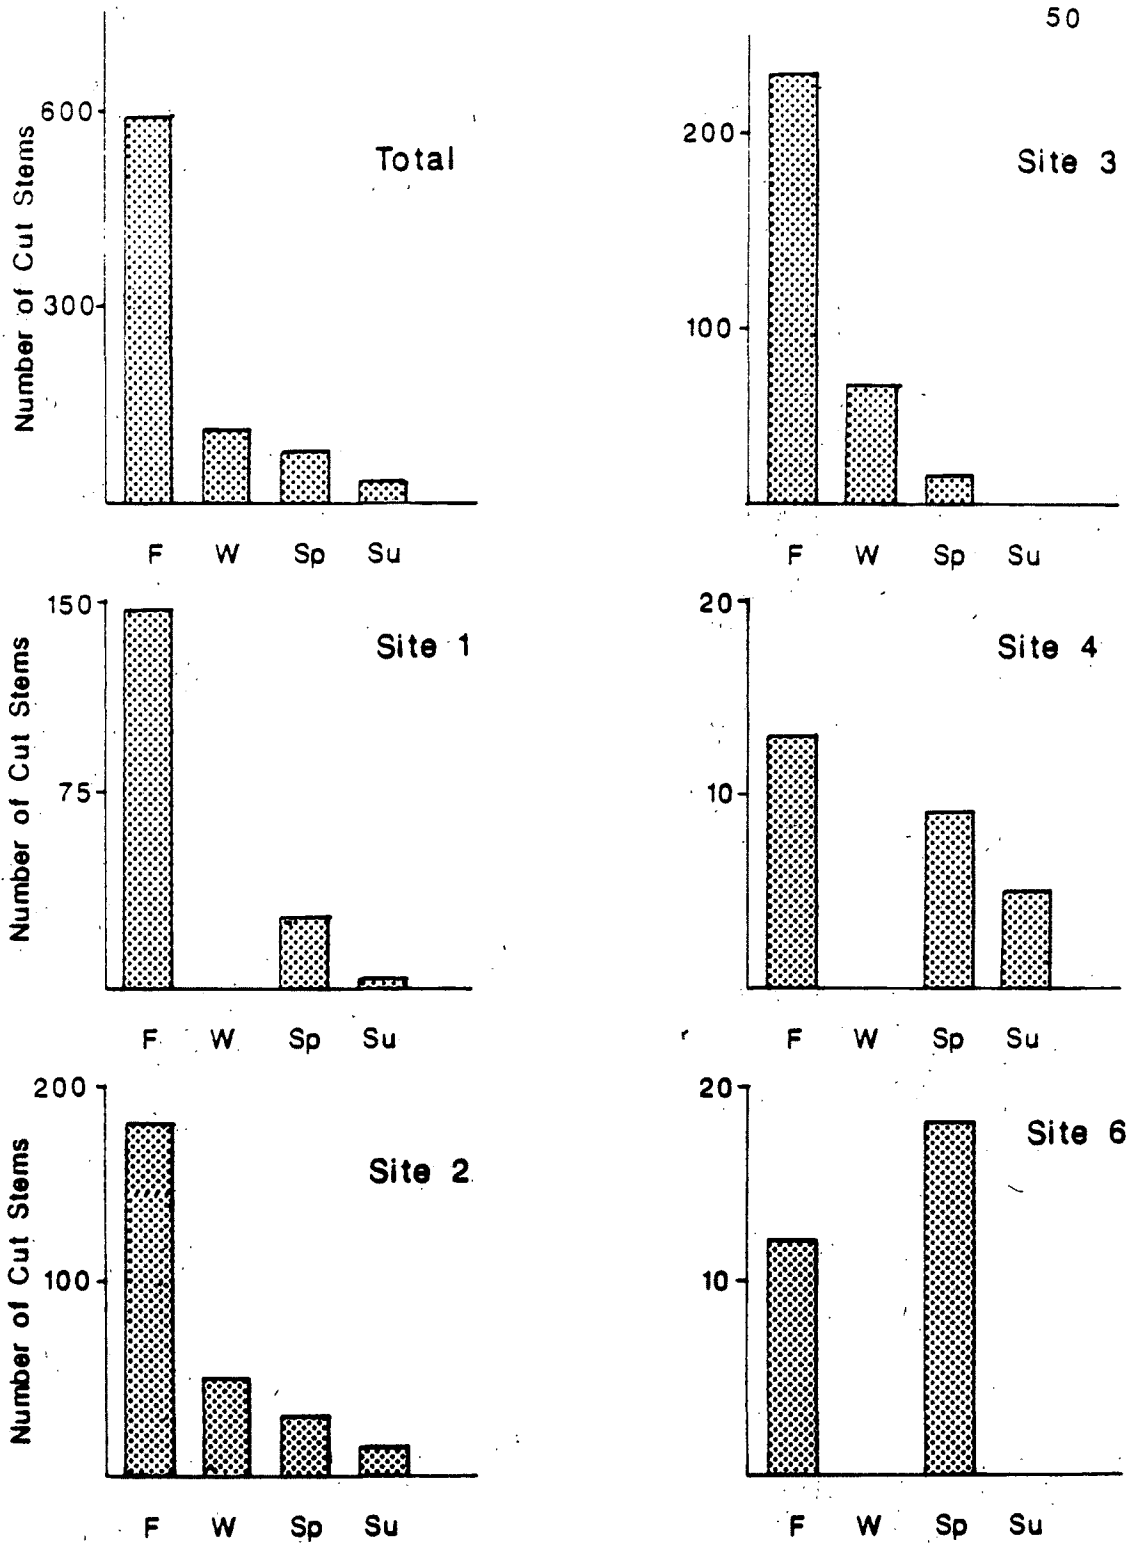 50
Number of Cut Stems
600
300
Total
F W Sp Su
200
100
Site 3
F W Sp Su
Number of Cut Stems
150
75
Site 1
F W Sp Su
20
10
Site 4
F W Sp Su
Number of Cut Stems
200
100
Site 2
F W Sp Su
20
10
Site 6
F W Sp Su